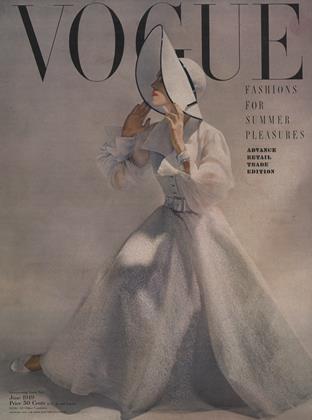 VOGUE
FASHIONS
FOR
SUMMER
PLEASURES
ADVANCE
RETAIL
TRADE
EDITION
June 1949
Price 50 Cents